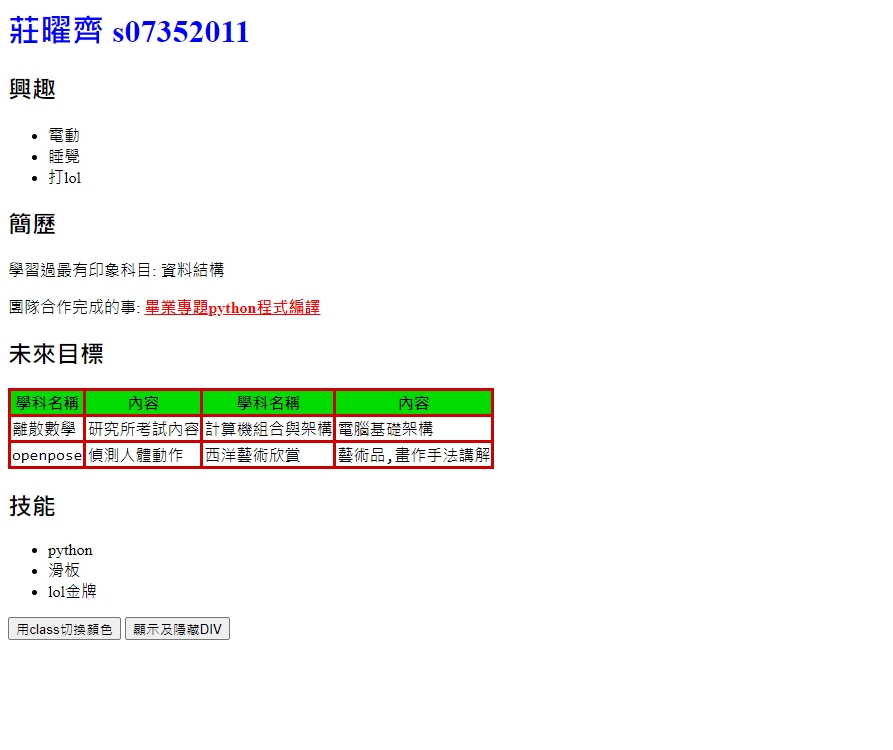 莊曜齊 s07352011
興趣
電動
睡覺
打lol
簡歷
學習過最有印象科目: 資料結構
團隊合作完成的事: 畢業專題python程式編譯
未來目標
學科名稱 內容 學科名稱 內容
離散數學 研究所考試內容 計算機組合與架構 電腦基礎架構
openpose 偵測人體動作 西洋藝術欣賞 藝術品,畫作手法講解
技能
python
滑板
lol金牌
用class切換顏色 顯示及隱藏DIV